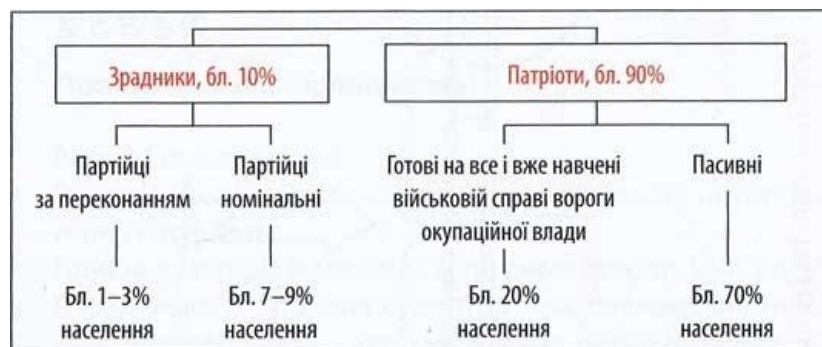 Зрадники, бл. 10%
Патріоти, бл. 90%
Партійці
за переконанням
Партійці
номінальні
Готові на все і вже навчені
військовій справі вороги
окупаційної влади
Пасивні
Бл. 1–3%
населення
Бл. 7–9%
населення
Бл. 20%
населення
Бл. 70%
населення